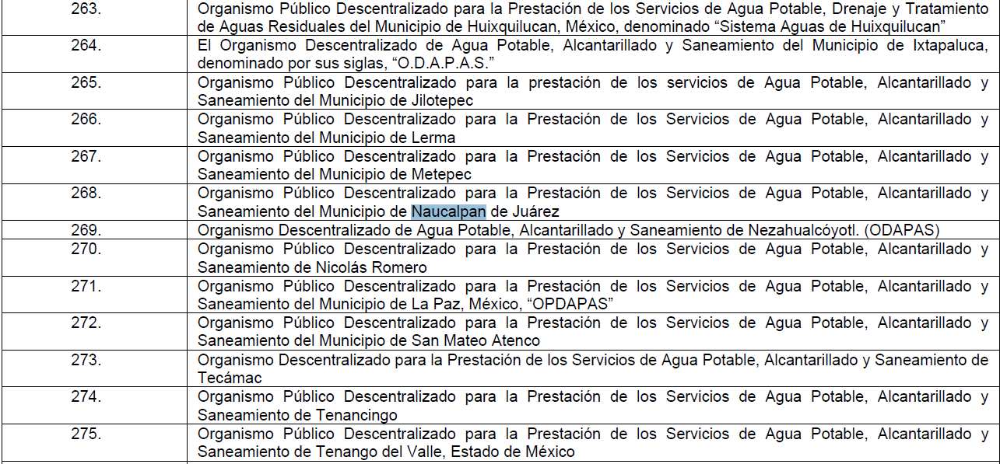 263. Organismo Público Descentralizado para la Prestación de los Servicios de Agua Potable, Drenaje y Tratamiento
de Aguas Residuales del Municipio de Huixquilucan, México, denominado “Sistema Aguas de Huixquilucan”
264. El Organismo Descentralizado de Agua Potable, Alcantarillado y Saneamiento del Municipio de Ixtapaluca,
denominado por sus siglas, “O.D.A.P.A.S.”
265. Organismo Público Descentralizado para la prestación de los servicios de Agua Potable, Alcantarillado y
Saneamiento del Municipio de Jilotepec
266. Organismo Público Descentralizado para la Prestación de los Servicios de Agua Potable, Alcantarillado y
Saneamiento del Municipio de Lerma
267. Organismo Público Descentralizado para la Prestación de los Servicios de Agua Potable, Alcantarillado y
Saneamiento del Municipio de Metepec
268. Organismo Público Descentralizado para la Prestación de los Servicios de Agua Potable, Alcantarillado y
Saneamiento del Municipio de Naucalpan de Juárez
269. Organismo Descentralizado de Agua Potable, Alcantarillado y Saneamiento de Nezahualcóyotl. (ODAPAS)
270. Organismo Público Descentralizado para la Prestación de los Servicios de Agua Potable, Alcantarillado y
Saneamiento de Nicolás Romero
271. Organismo Público Descentralizado para la Prestación de los Servicios de Agua Potable, Alcantarillado y
Saneamiento del Municipio de La Paz, México, “OPDAPAS”
272. Organismo Público Descentralizado para la Prestación de los Servicios de Agua Potable, Alcantarillado y
Saneamiento del Municipio de San Mateo Atenco
273. Organismo Descentralizado para la Prestación de los Servicios de Agua Potable, Alcantarillado y Saneamiento de
Tecámac
274. Organismo Público Descentralizado para la Prestación de los Servicios de Agua Potable, Alcantarillado y
Saneamiento de Tenancingo
275. Organismo Público Descentralizado para la Prestación de los Servicios de Agua Potable, Alcantarillado y
Saneamiento de Tenango del Valle, Estado de México